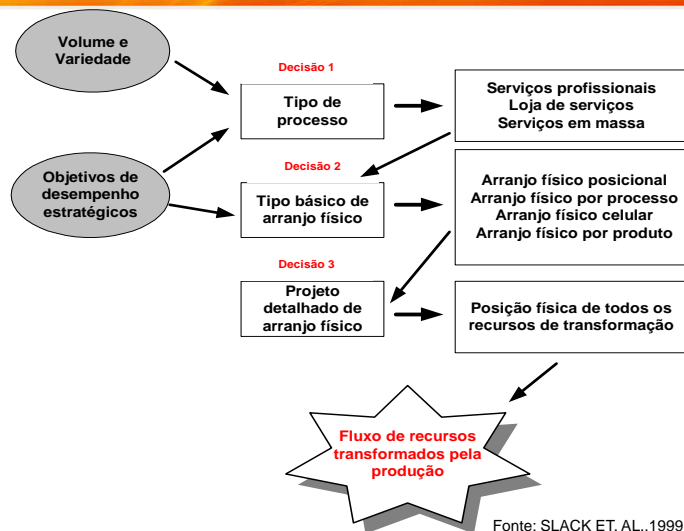 Volume e
Variedade
Decisão 1
Tipo de
processo
Serviços profissionais
Loja de serviços
Serviços em massa
Objetivos de
desempenho
estratégicos
Decisão 2
Tipo básico de
arranjo físico
Arranjo físico posicional
Arranjo físico por processo
Arranjo físico celular
Arranjo físico por produto
Decisão 3
Projeto
detalhado de
arranjo físico
Posição física de todos os
recursos de transformação
Fluxo de recursos
transformados pela
produção
Fonte: SLACK ET. AL.,1999